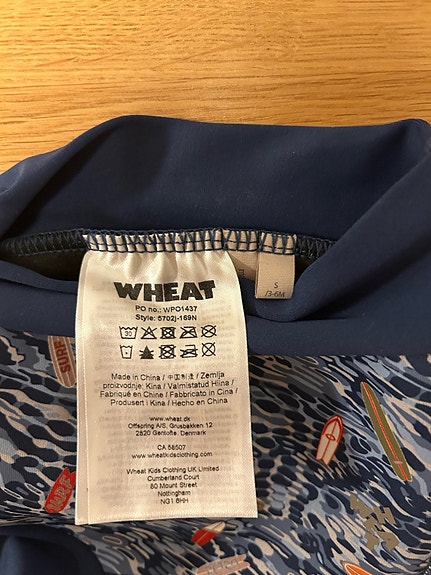 WHEAT
PO no.: WPO1437
Style: 5702j-169N
30
Made in China / 中国制造 / Zemlja
proizvodnje: Kina / Valmistatud Hiina /
Fabriqué en Chine / Fabbricato in Cina /
Produsert i Kina / Hecho en China
www.wheat.dk
Offspring A/S, Grusbakken 12
2820 Gentofte, Denmark
CA 58507
www.wheatkidsclothing.com
Wheat Kids Clothing UK Limited
Cumberland Court
80 Mount Street
Nottingham
NG1 6HH
S
/3-6M
SURF